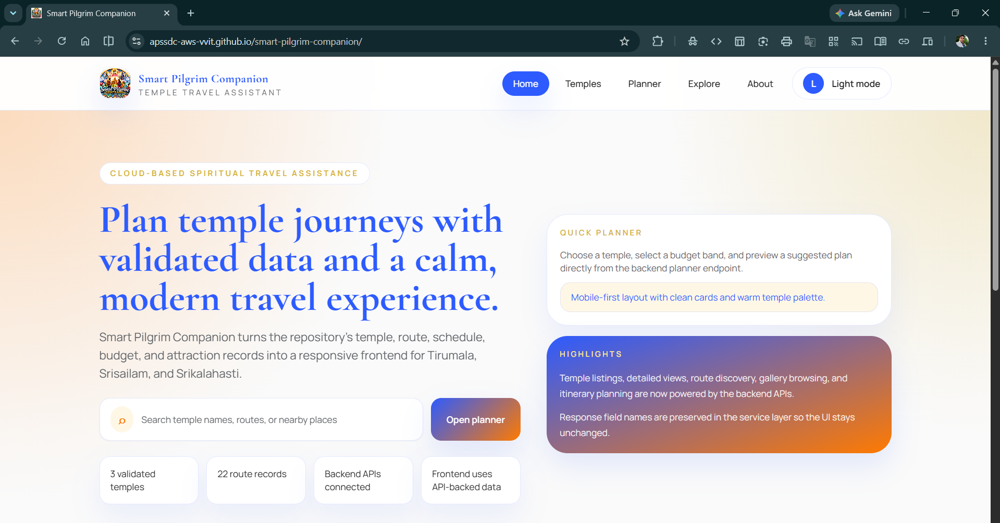 Smart Pilgrim Companion
Ask Gemini
apssdc-aws-vvit.github.io/smart-pilgrim-companion/
Smart Pilgrim Companion
TEMPLE TRAVEL ASSISTANT
Home
Temples
Planner
Explore
About
L
Light mode
CLOUD-BASED SPIRITUAL TRAVEL ASSISTANCE
Plan temple journeys with
validated data and a calm,
modern travel experience.
Smart Pilgrim Companion turns the repository's temple, route, schedule,
budget, and attraction records into a responsive frontend for Tirumala,
Srisailam, and Srikalahasti.
Search temple names, routes, or nearby places
Open planner
3 validated
temples
22 route records
Backend APIs
connected
Frontend uses
API-backed data
QUICK PLANNER
Choose a temple, select a budget band, and preview a suggested plan
directly from the backend planner endpoint.
Mobile-first layout with clean cards and warm temple palette.
HIGHLIGHTS
Temple listings, detailed views, route discovery, gallery browsing, and
itinerary planning are now powered by the backend APIs.
Response field names are preserved in the service layer so the UI stays
unchanged.